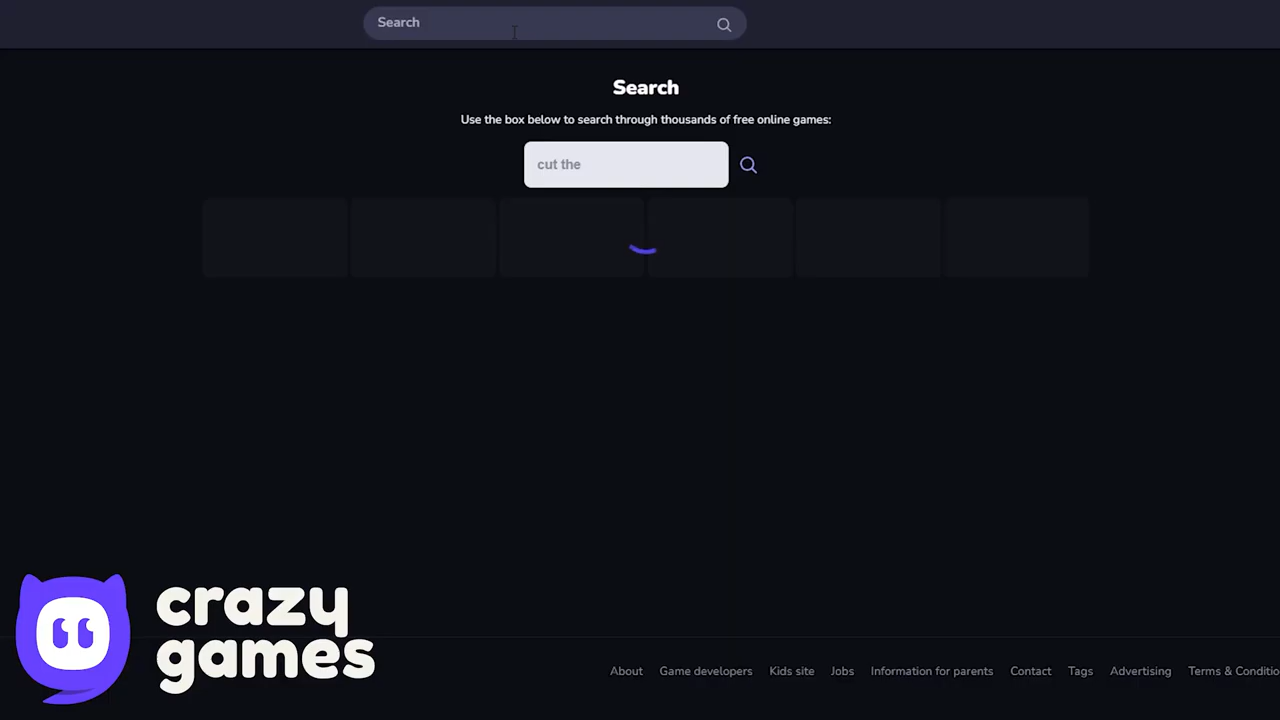 Search
Search
Use the box below to search through thousands of free online games:
cut the
crazy
games
About Game developers Kids site Jobs Information for parents Contact Tags Advertising Terms & Conditio